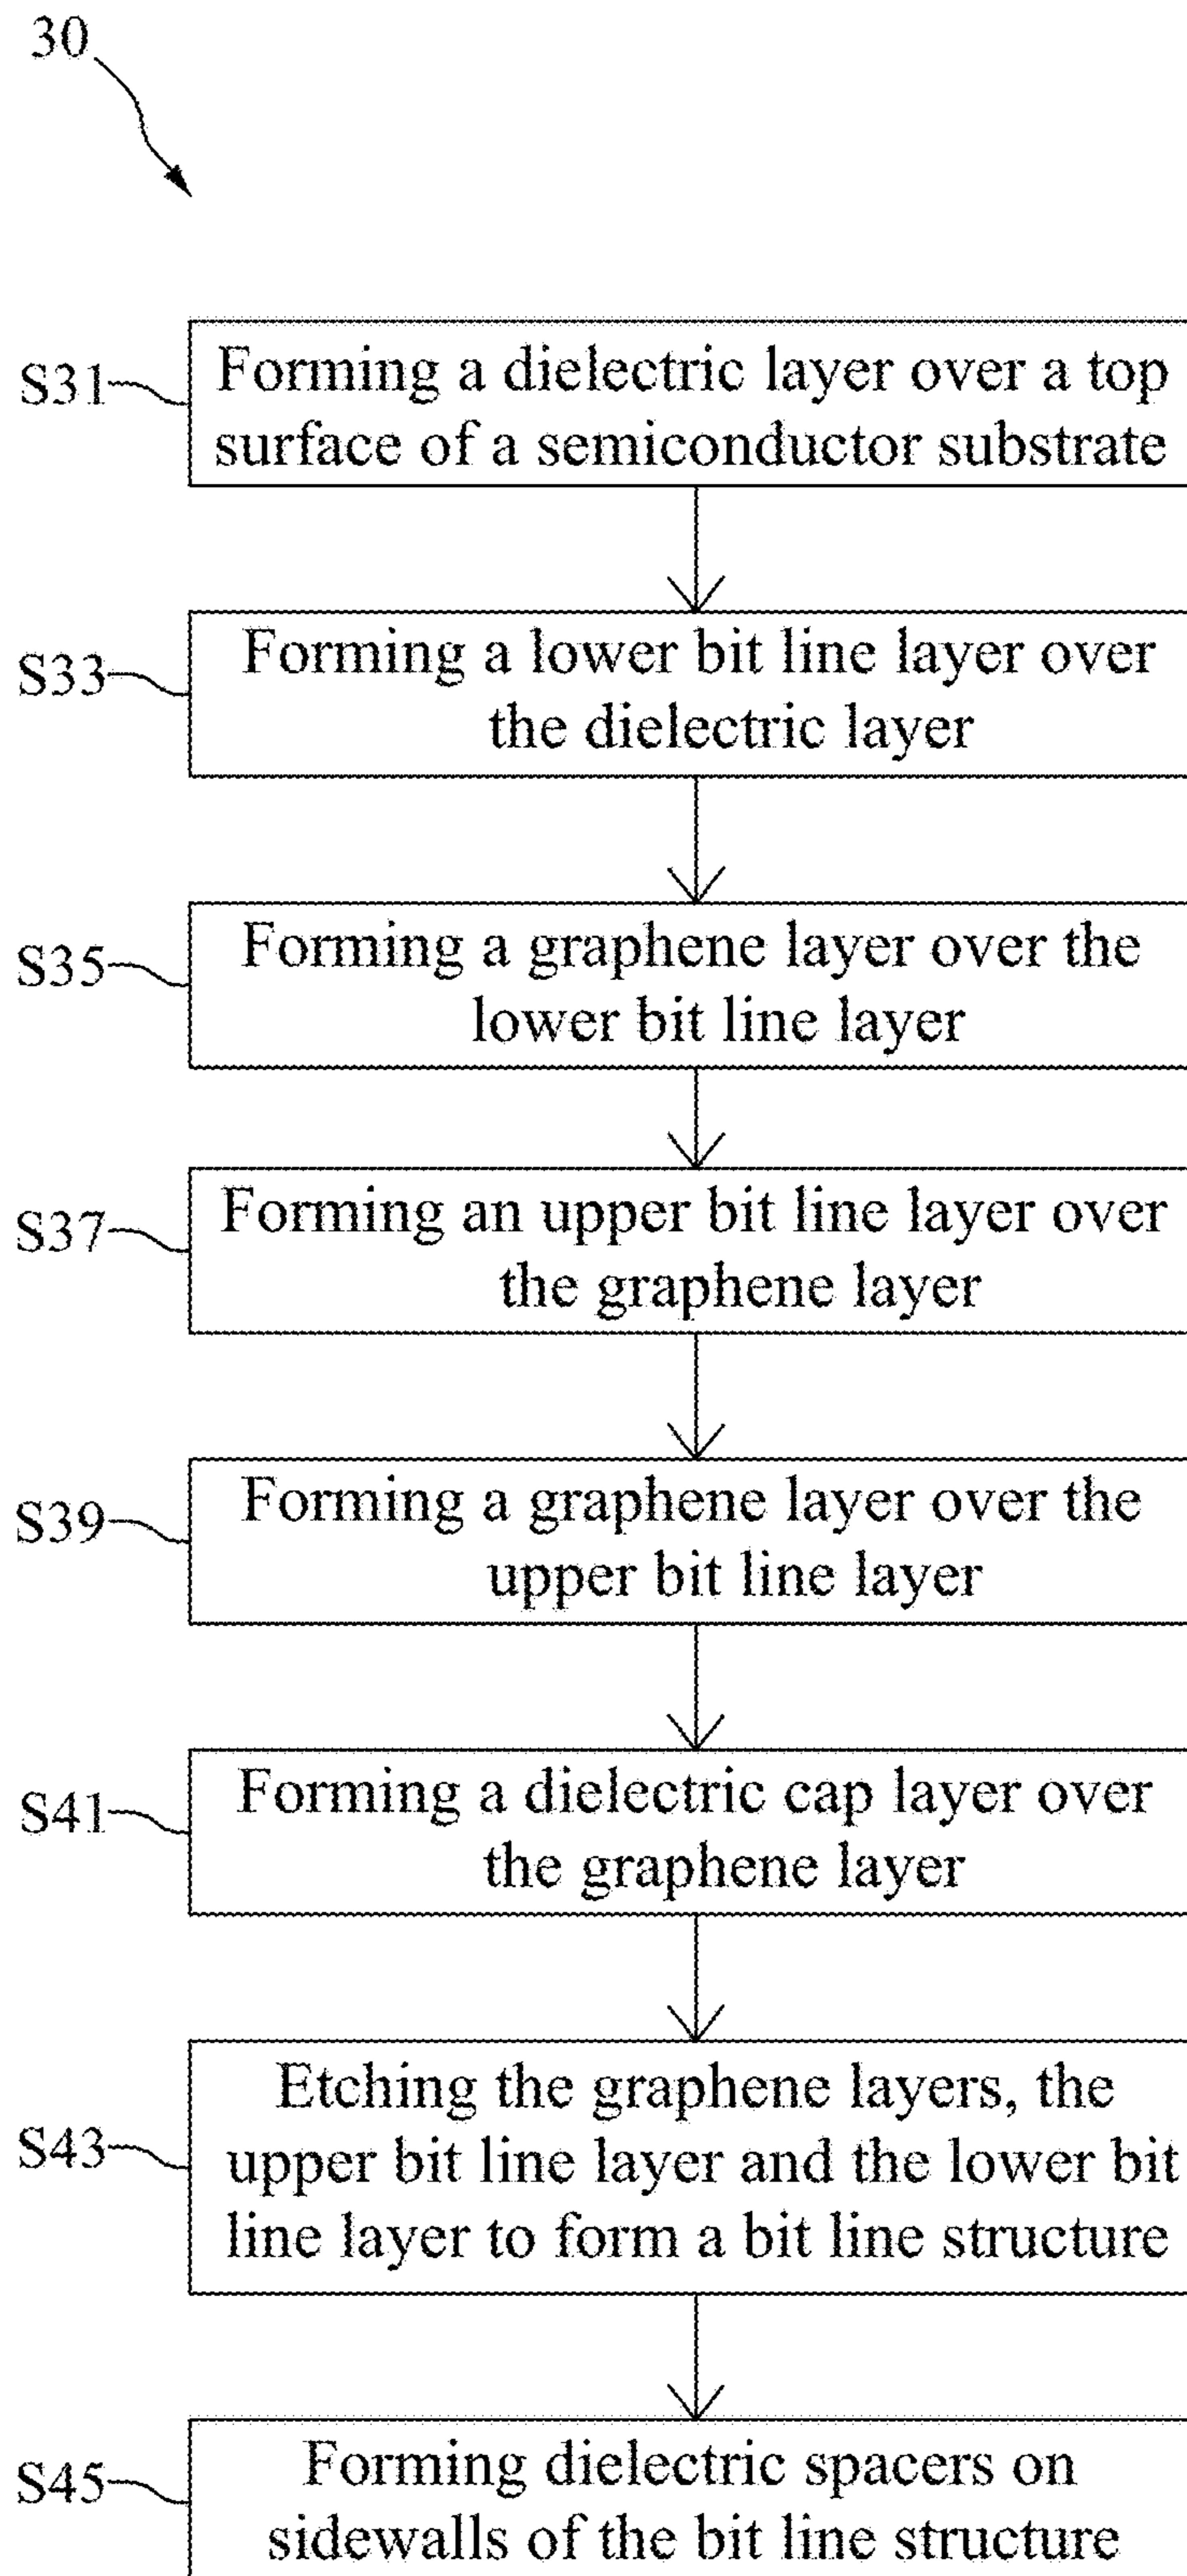 30
S31
Forming a dielectric layer over a top
surface of a semiconductor substrate
S33
Forming a lower bit line layer over
the dielectric layer
S35
Forming a graphene layer over the
lower bit line layer
S37
Forming an upper bit line layer over
the graphene layer
S39
Forming a graphene layer over the
upper bit line layer
S41
Forming a dielectric cap layer over
the graphene layer
S43
Etching the graphene layers, the
upper bit line layer and the lower bit
line layer to form a bit line structure
S45
Forming dielectric spacers on
sidewalls of the bit line structure